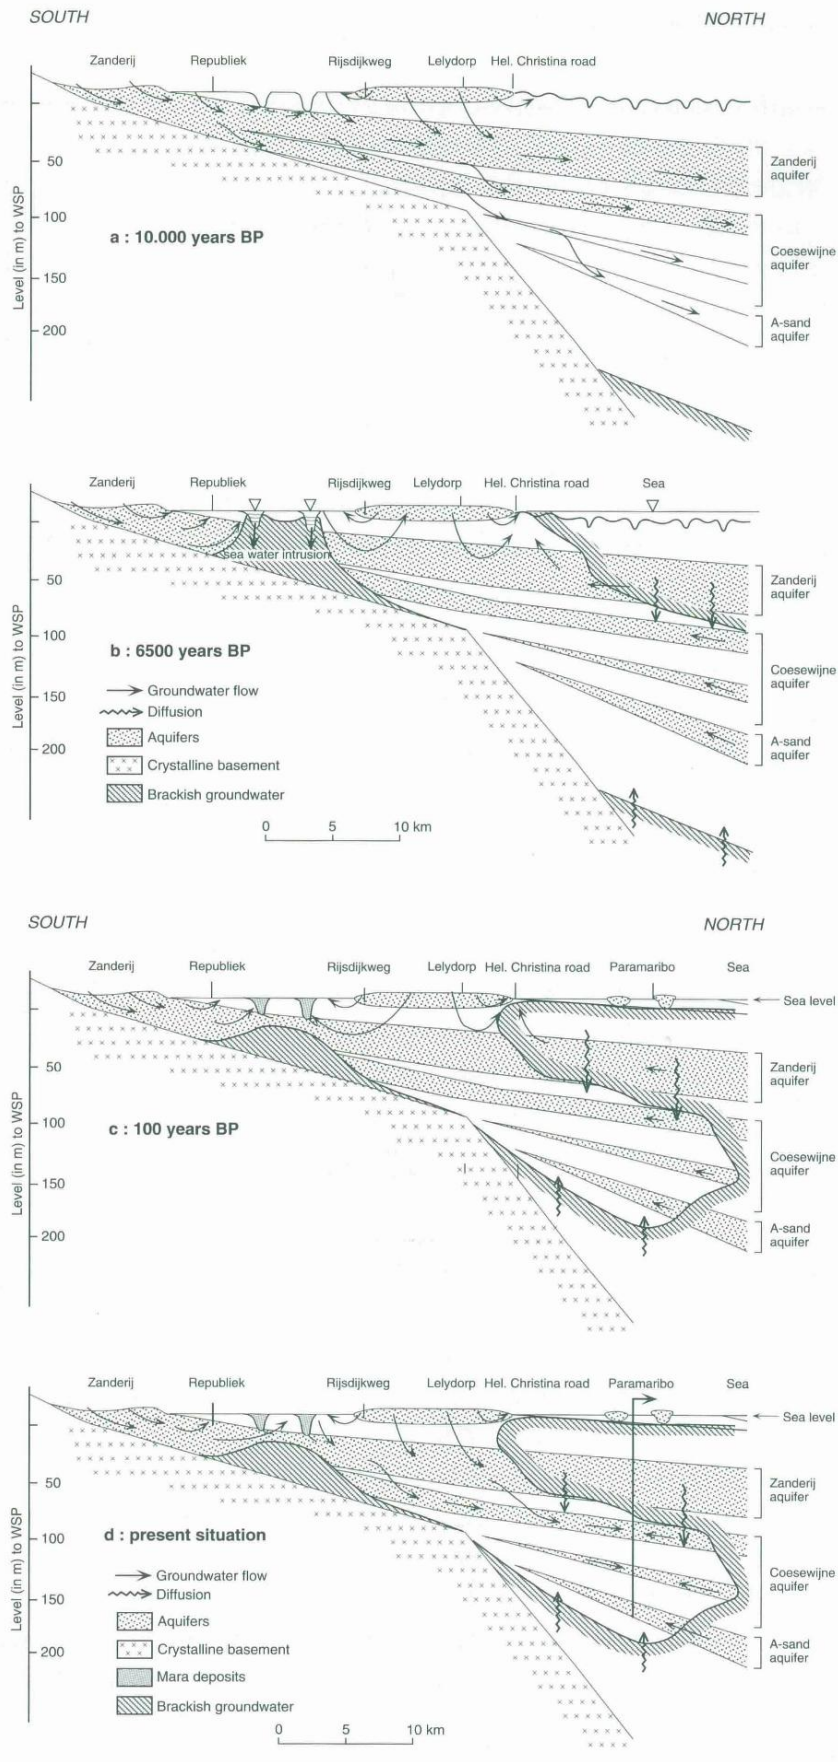 SOUTH
NORTH
Zanderij
Republiek
Rijsdijkweg
Lelydorp
Hel. Christina road
Level (in m) to WSP
50
100
150
200
a : 10.000 years BP
Zanderij
aquifer
Coesewijne
aquifer
A-sand
aquifer
Zanderij
Republiek
Rijsdijkweg
Lelydorp
Hel. Christina road
Sea
sea water intrusion
Level (in m) to WSP
50
100
150
200
b : 6500 years BP
Groundwater flow
Diffusion
Aquifers
Crystalline basement
Brackish groundwater
0
5
10 km
Zanderij
aquifer
Coesewijne
aquifer
A-sand
aquifer
SOUTH
NORTH
Zanderij
Republiek
Rijsdijkweg
Lelydorp
Hel. Christina road
Paramaribo
Sea
Sea level
Level (in m) to WSP
50
100
150
200
c : 100 years BP
Zanderij
aquifer
Coesewijne
aquifer
A-sand
aquifer
Zanderij
Republiek
Rijsdijkweg
Lelydorp
Hel. Christina road
Paramaribo
Sea
Sea level
Level (in m) to WSP
50
100
150
200
d : present situation
Groundwater flow
Diffusion
Aquifers
Crystalline basement
Mara deposits
Brackish groundwater
0
5
10 km
Zanderij
aquifer
Coesewijne
aquifer
A-sand
aquifer